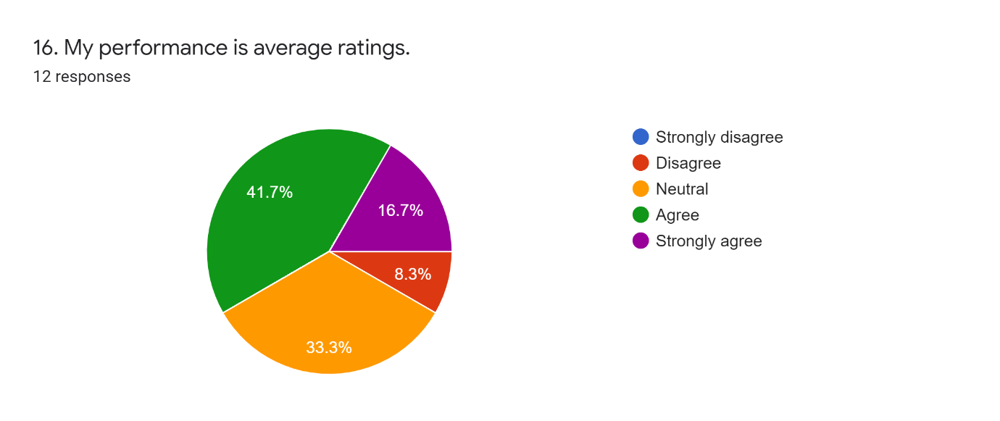 16. My performance is average ratings.
12 responses
41.7%
16.7%
8.3%
33.3%
Strongly disagree
Disagree
Neutral
Agree
Strongly agree